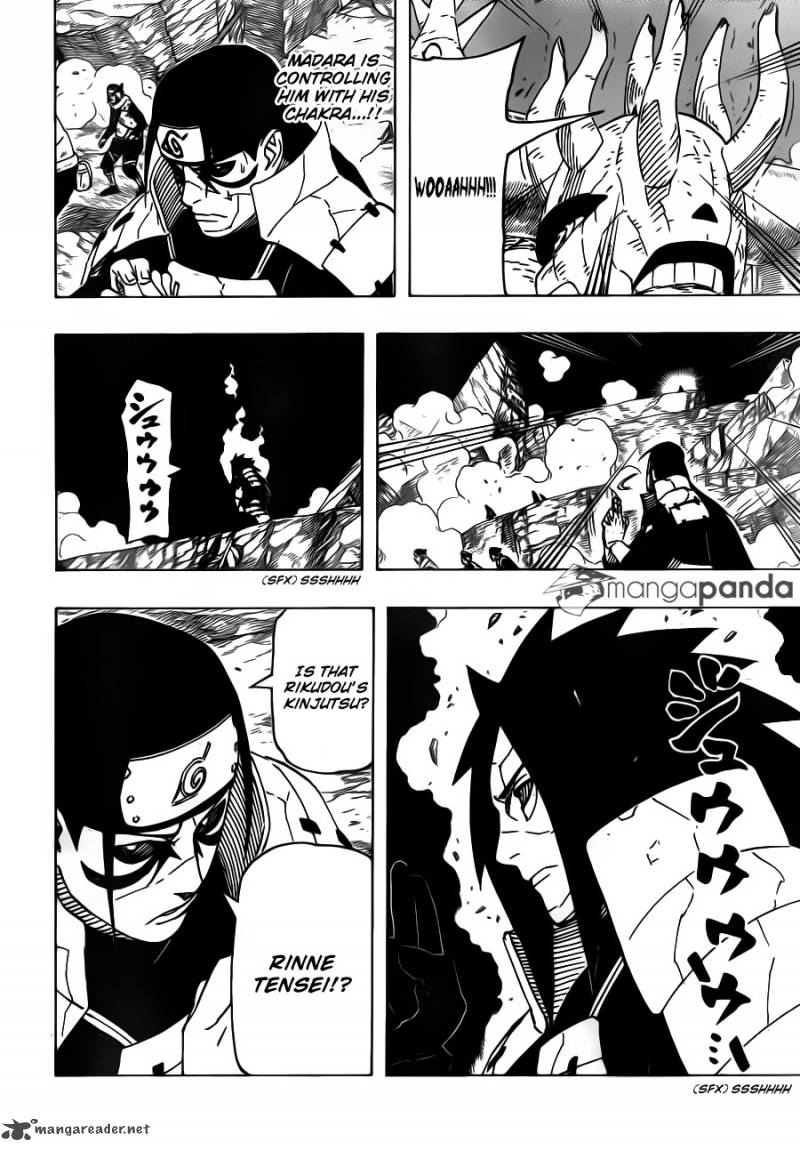 WOOAAHHH!!!
MADARA IS
CONTROLLING
HIM WITH HIS
CHAKRA...!!
mangapanda
シュウウウウ
(SFX) SSSHHHH
ジュウウウウ...
(SFX) SSSHHHH
IS THAT
RIKUDOU'S
KINJUTSU?
RINNE
TENSEI!?
mangareader.net